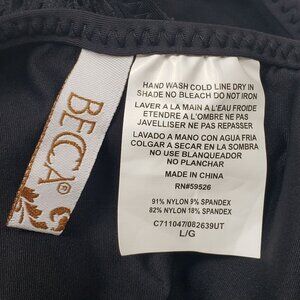 BECCA®
HAND WASH COLD LINE DRY IN
SHADE NO BLEACH DO NOT IRON
LAVER A LA MAIN A L'EAU FROIDE
ETENDRE A L'OMBRE NE PAS
JAVELLISER NE PAS REPASSER
LAVADO A MANO CON AGUA FRIA
COLGAR A SECAR EN LA SOMBRA
NO USE BLANQUEADOR
NO PLANCHAR
MADE IN CHINA
RN#59526
91% NYLON 9% SPANDEX
82% NYLON 18% SPANDEX
C711047/082639UT
L/G